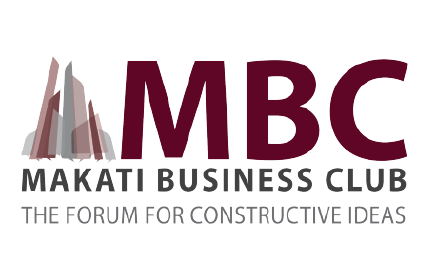 MBC
MAKATI BUSINESS CLUB
THE FORUM FOR CONSTRUCTIVE IDEAS